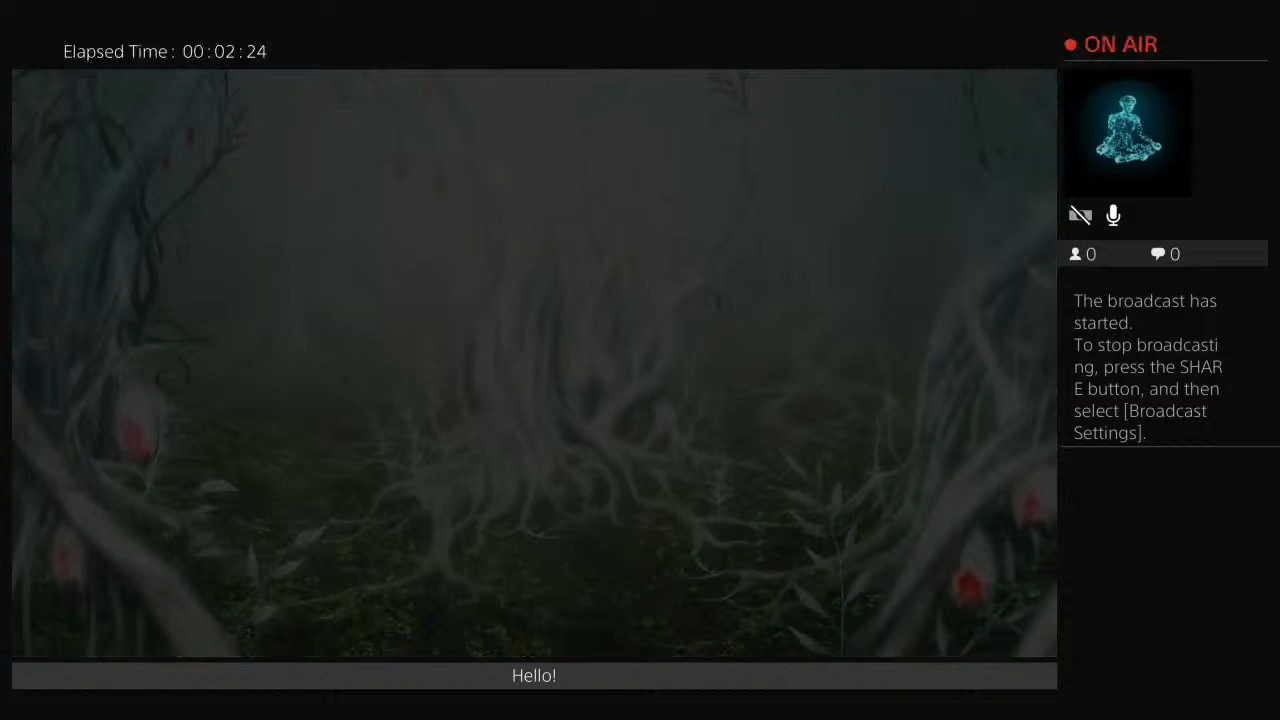 Elapsed Time : 00:02:24
ON AIR
0 0
The broadcast has
started.
To stop broadcasti
ng, press the SHAR
E button, and then
select [Broadcast
Settings].
Hello!